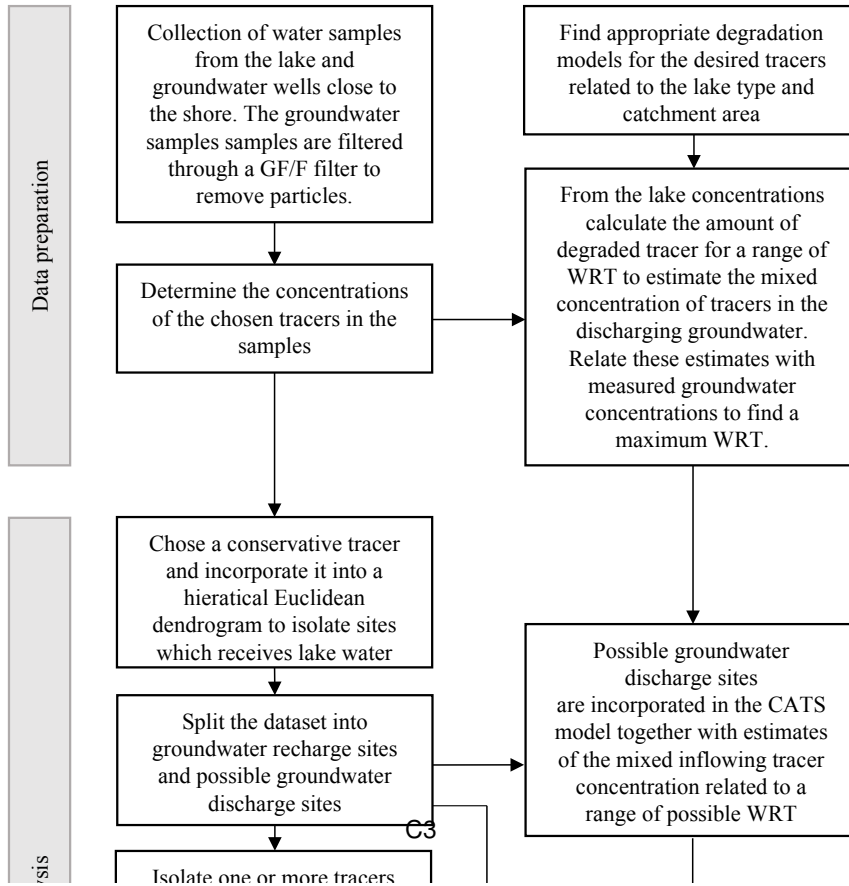 Data preparation
Collection of water samples
from the lake and
groundwater wells close to
the shore. The groundwater
samples samples are filtered
through a GF/F filter to
remove particles.
Find appropriate degradation
models for the desired tracers
related to the lake type and
catchment area
Determine the concentrations
of the chosen tracers in the
samples
From the lake concentrations
calculate the amount of
degraded tracer for a range of
WRT to estimate the mixed
concentration of tracers in the
discharging groundwater.
Relate these estimates with
measured groundwater
concentrations to find a
maximum WRT.
Chose a conservative tracer
and incorporate it into a
hieratical Euclidean
dendrogram to isolate sites
which receives lake water
Split the dataset into
groundwater recharge sites
and possible groundwater
discharge sites
Possible groundwater
discharge sites
are incorporated in the CATS
model together with estimates
of the mixed inflowing tracer
concentration related to a
range of possible WRT
C3
Isolate one or more tracers